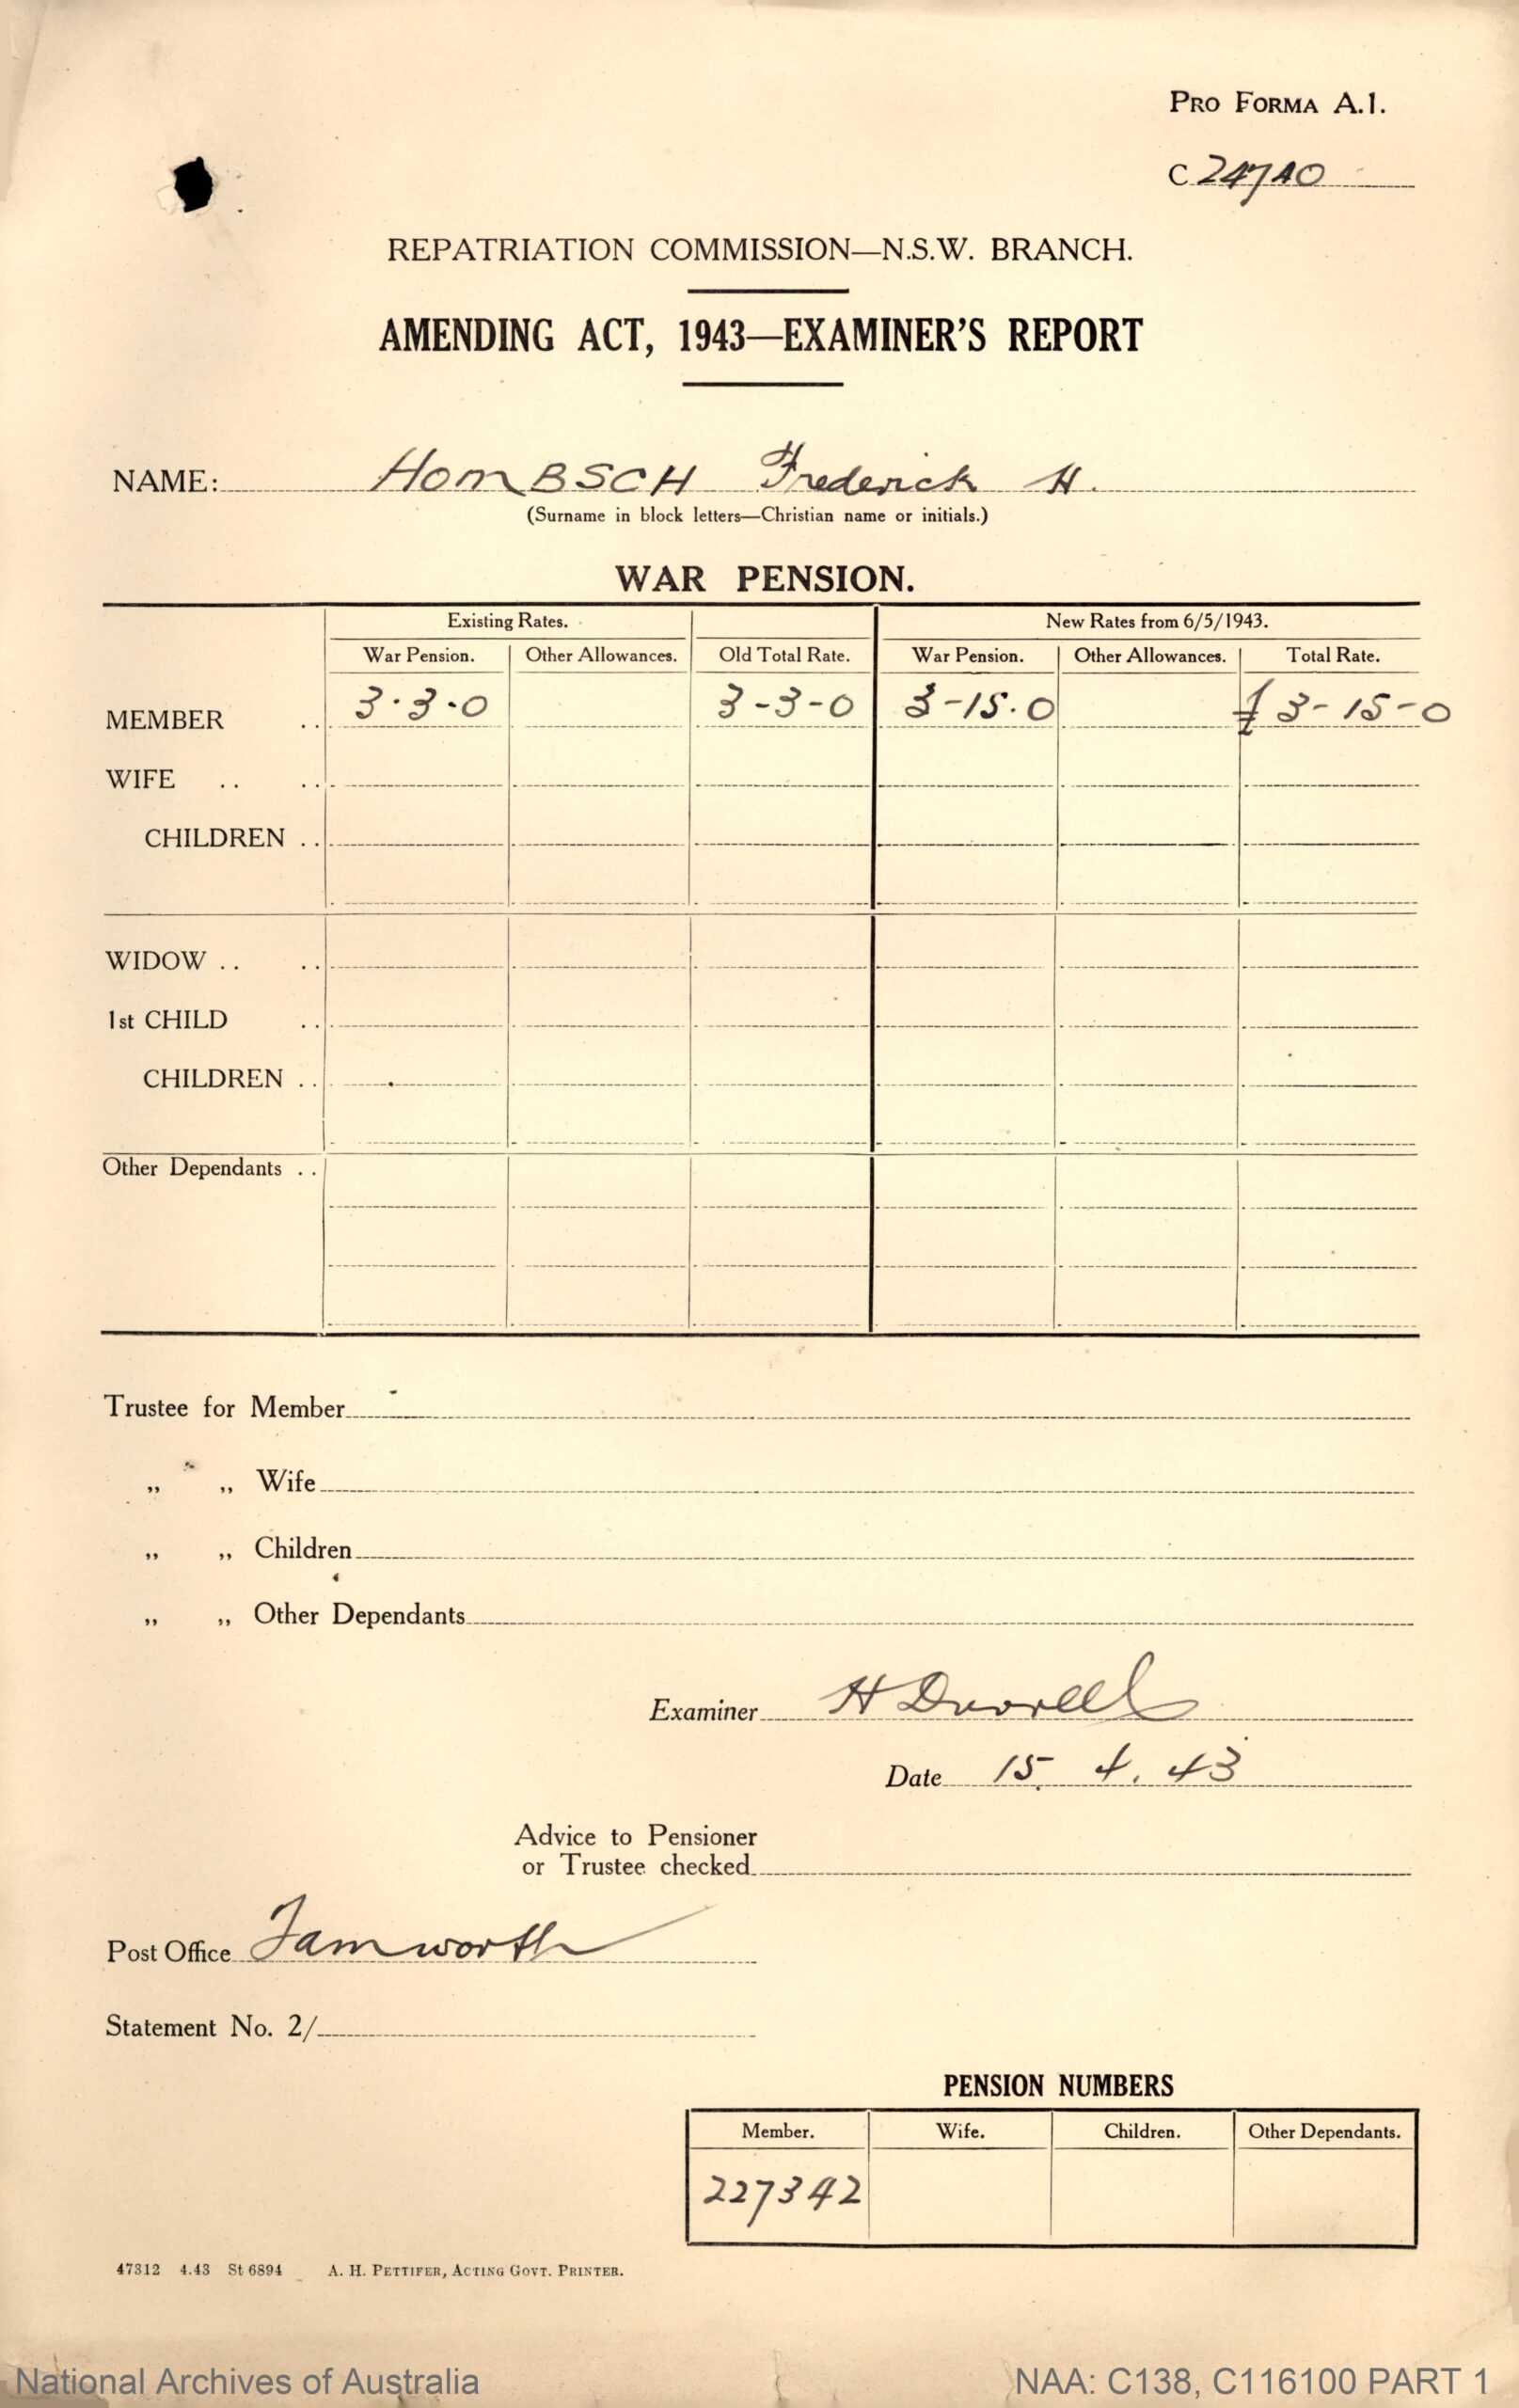 PRO FORMA A.1.
C 24740
REPATRIATION COMMISSION—N.S.W. BRANCH.
AMENDING ACT, 1943—EXAMINER'S REPORT
NAME: HOMBSCH Frederick H.
(Surname in block letters—Christian name or initials.)
WAR PENSION.
Existing Rates. New Rates from 6/5/1943.
War Pension. Other Allowances. Old Total Rate. War Pension. Other Allowances. Total Rate.
MEMBER .. 3.3.0 3-3-0 3-15.0 £3-15-0
WIFE .. ..
CHILDREN ..
WIDOW .. ..
1st CHILD ..
CHILDREN ..
Other Dependants ..
Trustee for Member
„ „ Wife
„ „ Children
„ „ Other Dependants
Examiner H
Date 15. 4. 43
Advice to Pensioner
or Trustee checked
Post Office Tamworth
Statement No. 2/
PENSION NUMBERS
Member. Wife. Children. Other Dependants.
227342
47312 4.43 St 6894 A. H. PETTIFER, ACTING GOVT. PRINTER.
National Archives of Australia NAA: C138, C116100 PART 1